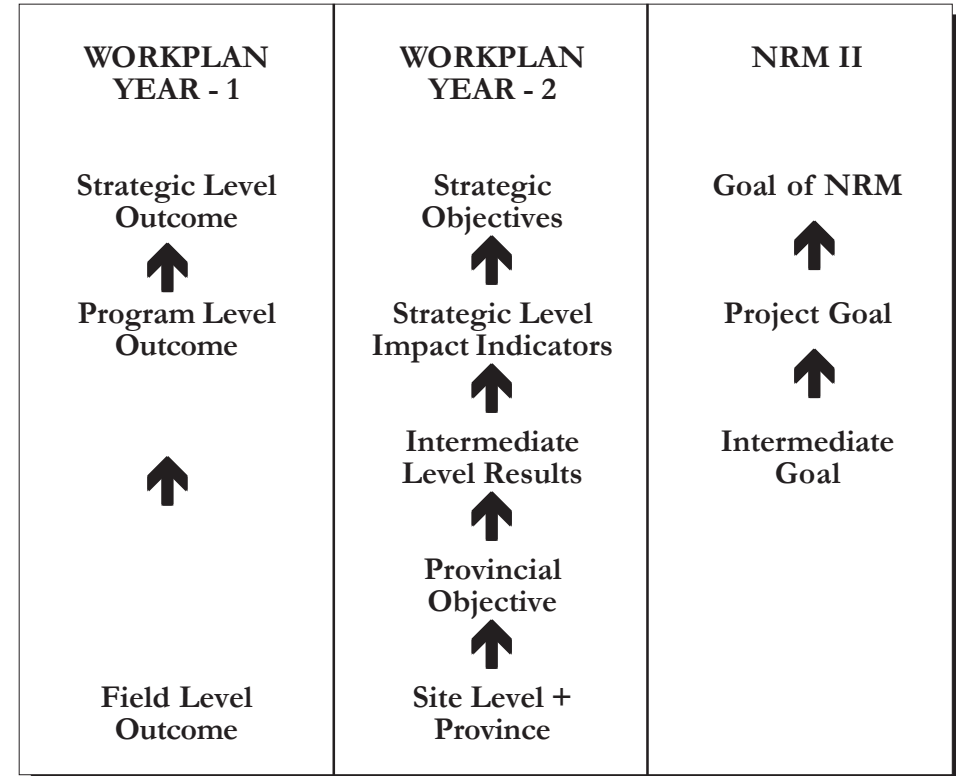 WORKPLAN
YEAR - 1
Strategic Level
Outcome
Program Level
Outcome
Field Level
Outcome
WORKPLAN
YEAR - 2
Strategic
Objectives
Strategic Level
Impact Indicators
Intermediate
Level Results
Provincial
Objective
Site Level +
Province
NRM II
Goal of NRM
Project Goal
Intermediate
Goal